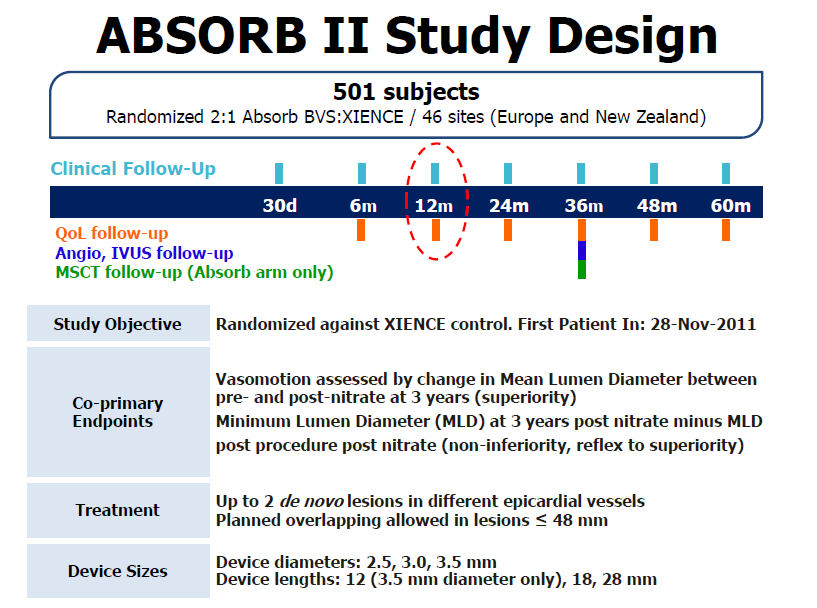 ABSORB II Study Design
501 subjects
Randomized 2:1 Absorb BVS:XIENCE / 46 sites (Europe and New Zealand)
Clinical Follow-Up
30d 6m 12m 24m 36m 48m 60m
QoL follow-up
Angio, IVUS follow-up
MSCT follow-up (Absorb arm only)
Study Objective
Randomized against XIENCE control. First Patient In: 28-Nov-2011
Co-primary
Endpoints
Vasomotion assessed by change in Mean Lumen Diameter between
pre- and post-nitrate at 3 years (superiority)
Minimum Lumen Diameter (MLD) at 3 years post nitrate minus MLD
post procedure post nitrate (non-inferiority, reflex to superiority)
Treatment
Up to 2 de novo lesions in different epicardial vessels
Planned overlapping allowed in lesions ≤ 48 mm
Device Sizes
Device diameters: 2.5, 3.0, 3.5 mm
Device lengths: 12 (3.5 mm diameter only), 18, 28 mm